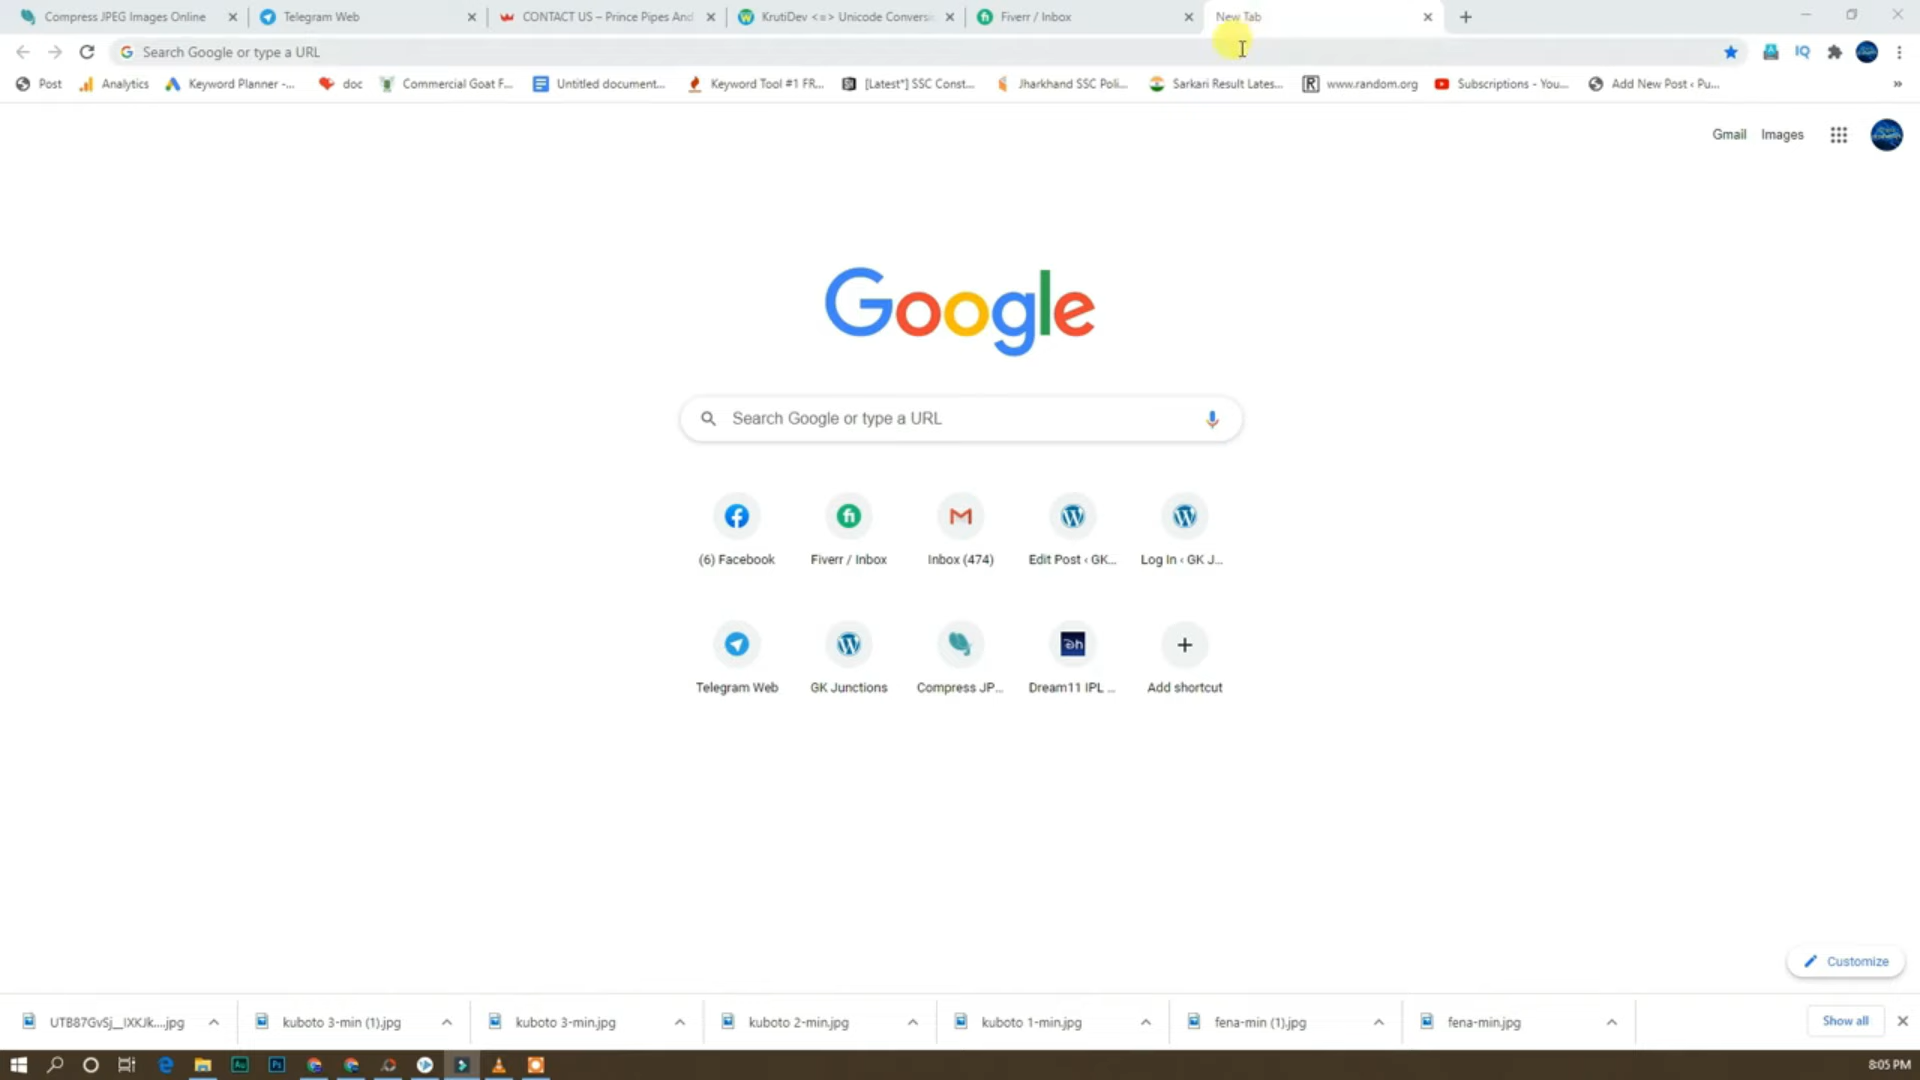 Compress JPEG Images Online
Telegram Web
CONTACT US – Prince Pipes And
KrutiDev <=> Unicode Conversi
Fiverr / Inbox
New Tab
Search Google or type a URL
IQ
Post
Analytics
Keyword Planner -...
doc
Commercial Goat F...
Untitled document...
Keyword Tool #1 FR...
[Latest*] SSC Const...
Jharkhand SSC Poli...
Sarkari Result Lates...
www.random.org
Subscriptions - You...
Add New Post ‹ Pu...
»
Gmail
Images
Google
Search Google or type a URL
(6) Facebook
Fiverr / Inbox
Inbox (474)
Edit Post ‹ GK...
Log In ‹ GK J...
Telegram Web
GK Junctions
Compress JP...
Dream11 IPL ...
Add shortcut
Customize
UTB87GvSj__IXKJk....jpg
kuboto 3-min (1).jpg
kuboto 3-min.jpg
kuboto 2-min.jpg
kuboto 1-min.jpg
fena-min (1).jpg
fena-min.jpg
Show all
8:05 PM